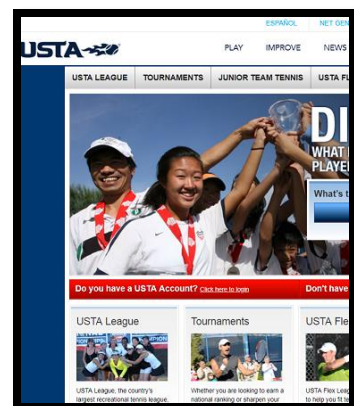 ESPAÑOL NET GEN
USTA
PLAY IMPROVE NEWS
USTA LEAGUE TOURNAMENTS JUNIOR TEAM TENNIS USTA FL
DI
WHAT
PLAYE
What's t
Do you have a USTA Account? Click here to login Don't have
USTA League Tournaments USTA Fle
USTA League, the country's Whether you are looking to earn a USTA Flex Leag
largest recreational tennis league, national ranking or sharpen your to help you fit te